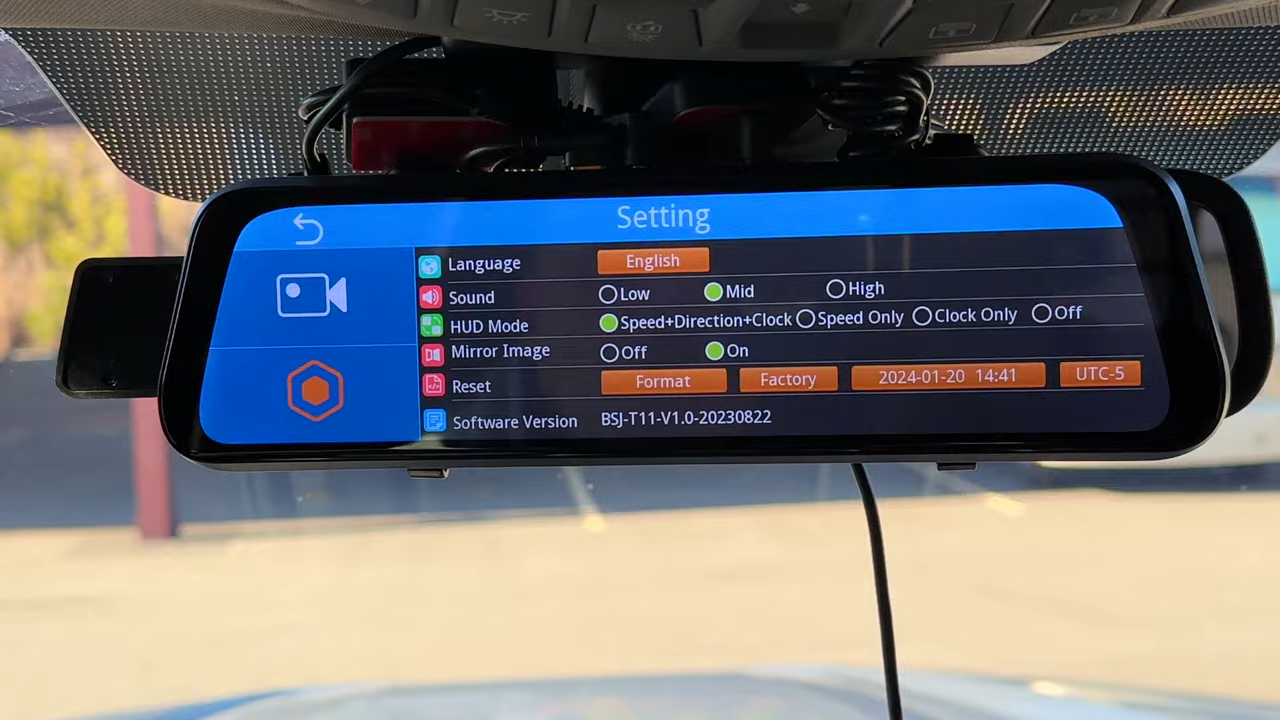 Setting
Language English
Sound Low Mid High
HUD Mode Speed+Direction+Clock Speed Only Clock Only Off
Mirror Image Off On
Reset Format Factory 2024-01-20 14:41 UTC-5
Software Version BSJ-T11-V1.0-20230822